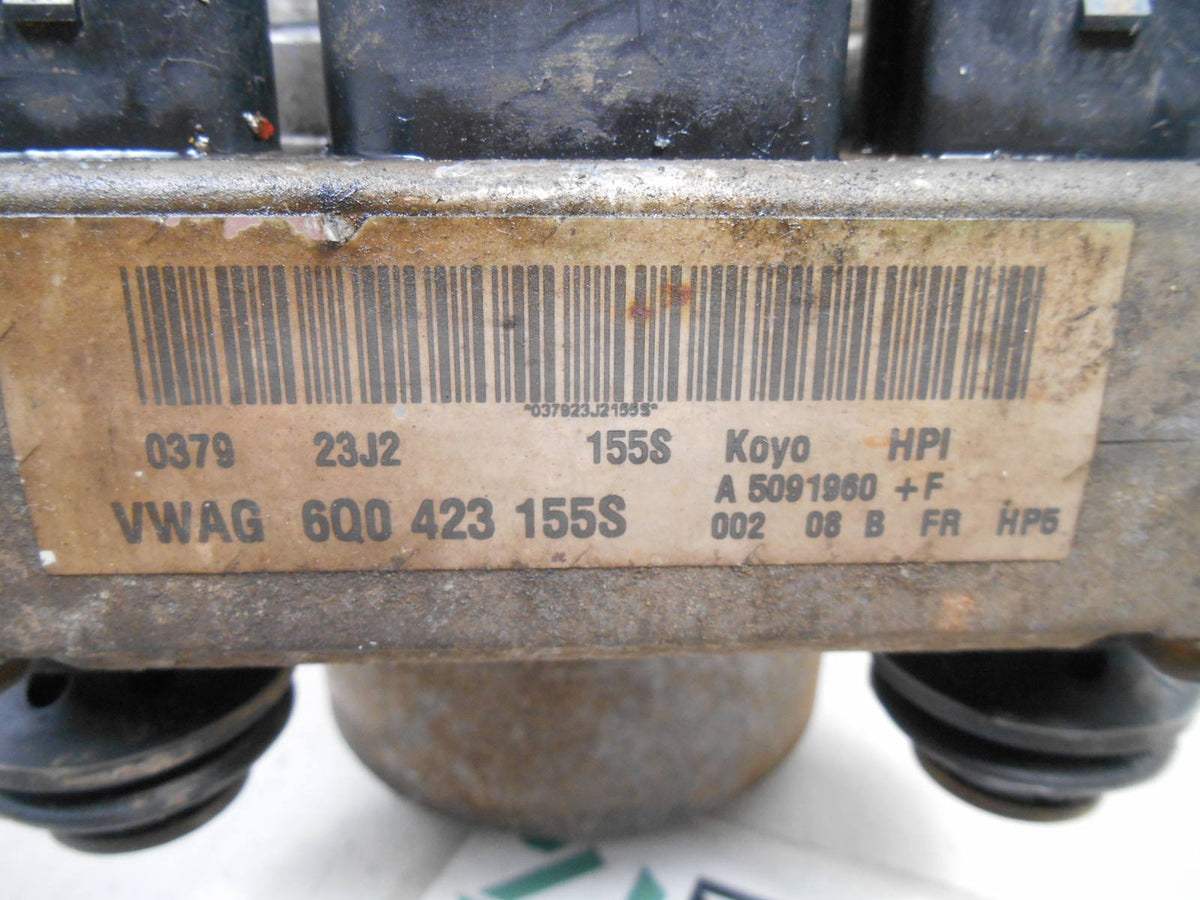 *037923J2155S*
0379 23J2 155S Koyo HPI
A 5091960 +F
VWAG 6Q0 423 155S
002 08 B FR HP5